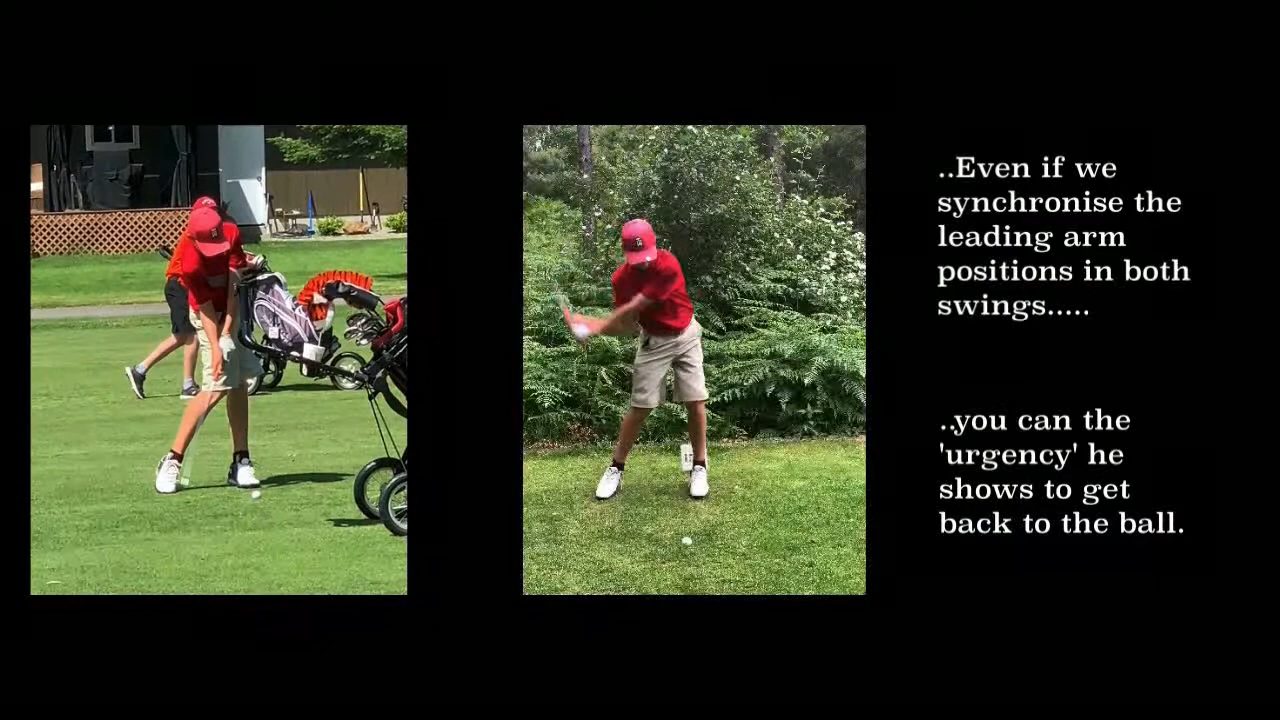 ..Even if we
synchronise the
leading arm
positions in both
swings.....
..you can the
'urgency' he
shows to get
back to the ball.